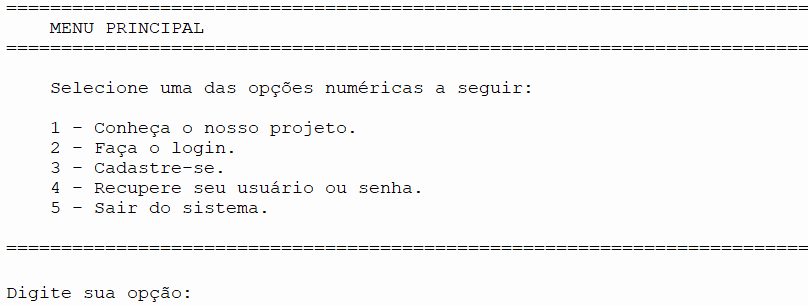 ==========================================================================
MENU PRINCIPAL
==========================================================================
Selecione uma das opções numéricas a seguir:
1 - Conheça o nosso projeto.
2 - Faça o login.
3 - Cadastre-se.
4 - Recupere seu usuário ou senha.
5 - Sair do sistema.
==========================================================================
Digite sua opção: